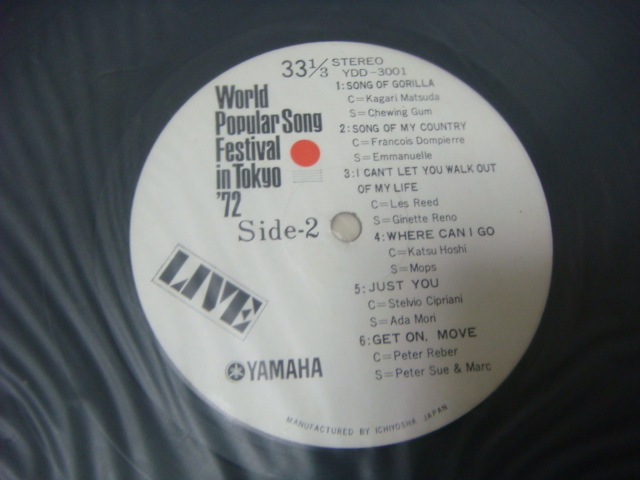 33 1/3 STEREO
YDD-3001
World
Popular Song
Festival
in Tokyo
'72
Side-2
LIVE
YAMAHA
1:SONG OF GORILLA
C=Kagari Matsuda
S=Chewing Gum
2:SONG OF MY COUNTRY
C=Francois Dompierre
S=Emmanuelle
3:I CAN'T LET YOU WALK OUT
OF MY LIFE
C=Les Reed
S=Ginette Reno
4:WHERE CAN I GO
C=Katsu Hoshi
S=Mops
5:JUST YOU
C=Stelvio Cipriani
S=Ada Mori
6:GET ON, MOVE
C=Peter Reber
S=Peter Sue & Marc
MANUFACTURED BY ICHIYOSHA JAPAN